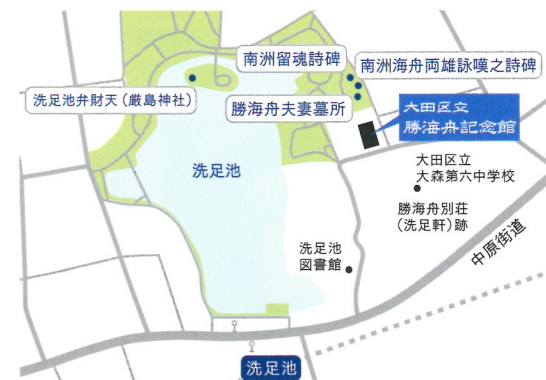 南洲留魂詩碑
南洲海舟両雄詠嘆之詩碑
洗足池弁財天（厳島神社）
勝海舟夫妻墓所
大田区立
勝海舟記念館
洗足池
大田区立
大森第六中学校
勝海舟別荘
（洗足軒）跡
中原街道
洗足池
図書館
洗足池